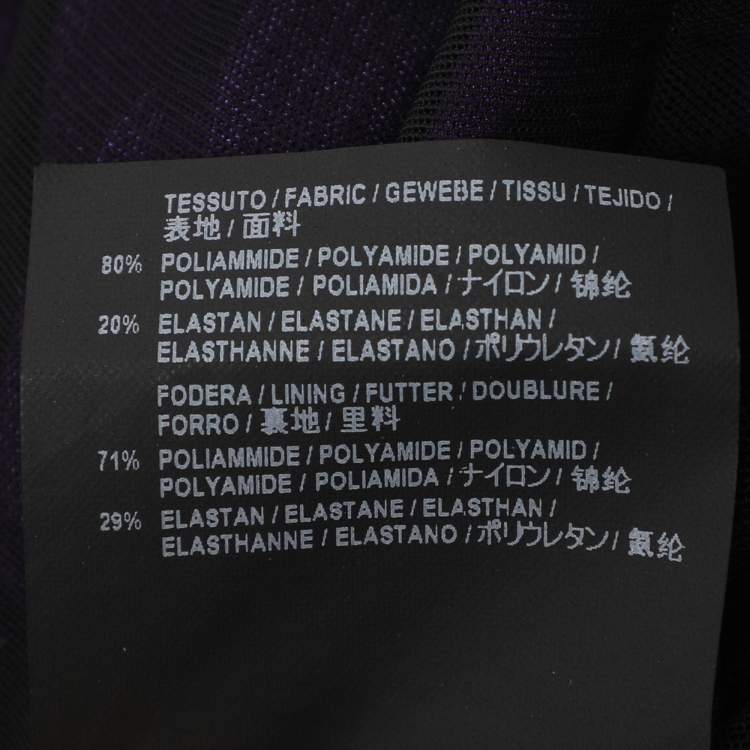 TESSUTO / FABRIC / GEWEBE / TISSU / TEJIDO /
表地 / 面料
80% POLIAMMIDE / POLYAMIDE / POLYAMID /
POLYAMIDE / POLIAMIDA / ナイロン / 锦纶
20% ELASTAN / ELASTANE / ELASTHAN /
ELASTHANNE / ELASTANO / ポリウレタン / 氨纶
FODERA / LINING / FUTTER / DOUBLURE /
FORRO / 裏地 / 里料
71% POLIAMMIDE / POLYAMIDE / POLYAMID /
POLYAMIDE / POLIAMIDA / ナイロン / 锦纶
29% ELASTAN / ELASTANE / ELASTHAN /
ELASTHANNE / ELASTANO / ポリウレタン / 氨纶